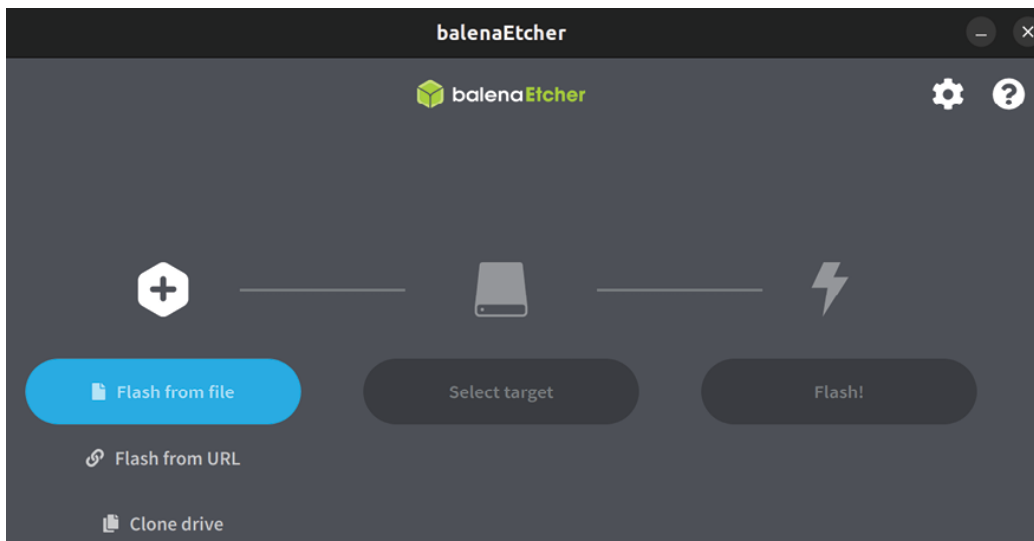 balenaEtcher
balenaEtcher
Flash from file
Select target
Flash!
Flash from URL
Clone drive